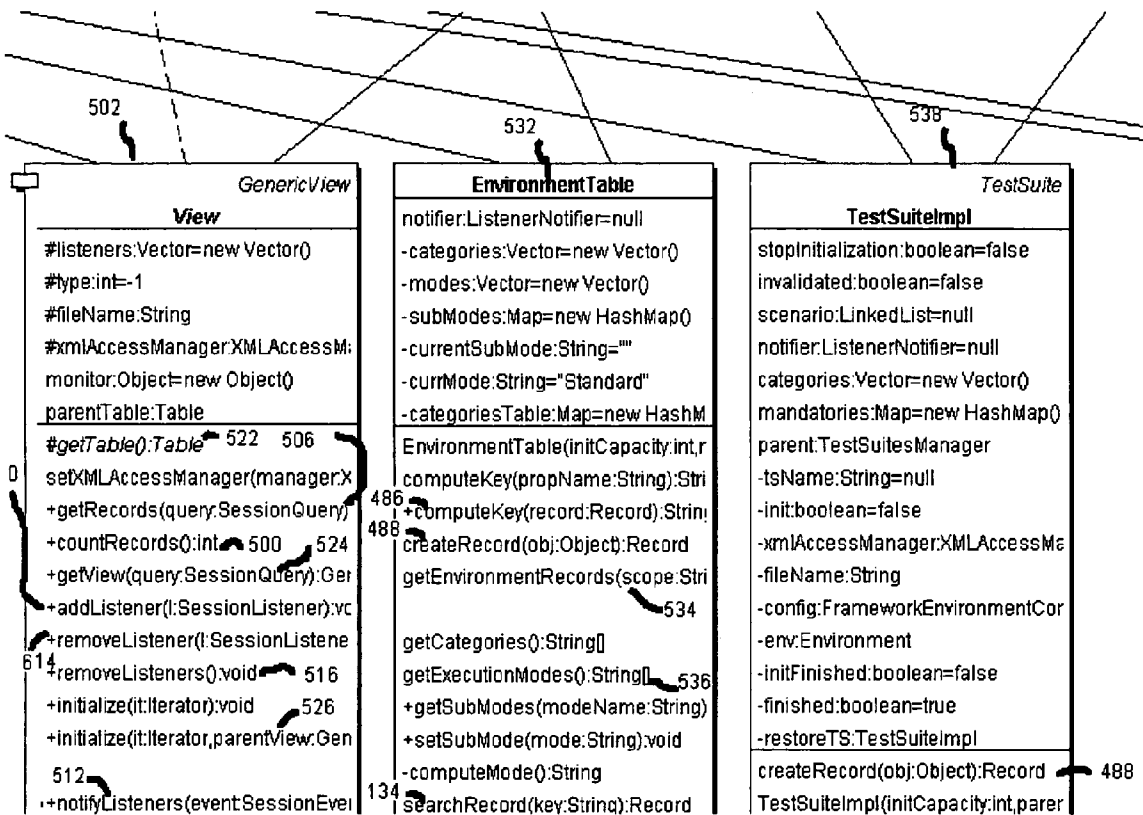 502
GenericView
View
#listeners:Vector=new Vector()
#type:int=-1
#fileName:String
#xmlAccessManager:XMLAccessMa
monitor:Object=new Object()
parentTable:Table
#getTable():Table 522 506
0
setXMLAccessManager(manager:X
+getRecords(query:SessionQuery)
+countRecords():int 500 524
+getView(query:SessionQuery):Ger
+addListener(l:SessionListener):vc
+removeListener(l:SessionListene
614
+removeListeners():void 516
+initialize(it:Iterator):void 526
+initialize(it:Iterator,parentView:Gen
512
+notifyListeners(event:SessionEver
532
EnvironmentTable
notifier:ListenerNotifier=null
-categories:Vector=new Vector()
-modes:Vector=new Vector()
-subModes:Map=new HashMap()
-currentSubMode:String=""
-currMode:String="Standard"
-categoriesTable:Map=new HashM
EnvironmentTable(initCapacity:int,r
computeKey(propName:String):Stri
486 +computeKey(record:Record):String
488 createRecord(obj:Object):Record
getEnvironmentRecords(scope:Stri
534
getCategories():String[]
getExecutionModes():String[] 536
+getSubModes(modeName:String)
+setSubMode(mode:String):void
-computeMode():String
134 searchRecord(key:String):Record
538
TestSuite
TestSuiteImpl
stopInitialization:boolean=false
invalidated:boolean=false
scenario:LinkedList=null
notifier:ListenerNotifier=null
categories:Vector=new Vector()
mandatories:Map=new HashMap()
parent:TestSuitesManager
-tsName:String=null
-init:boolean=false
-xmlAccessManager:XMLAccessMa
-fileName:String
-config:FrameworkEnvironmentCor
-env:Environment
-initFinished:boolean=false
-finished:boolean=true
-restoreTS:TestSuiteImpl
createRecord(obj:Object):Record 488
TestSuiteImpl(initCapacity:int,parer